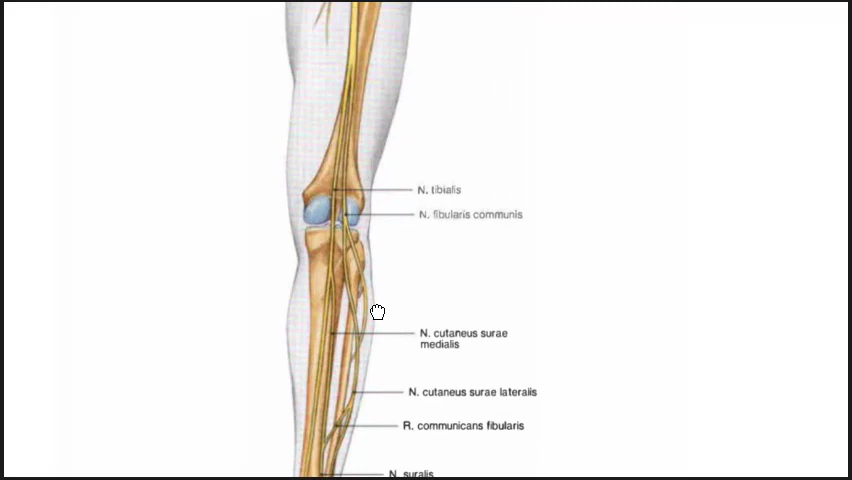 N. tibialis
N. fibularis communis
N. cutaneus surae
medialis
N. cutaneus surae lateralis
R. communicans fibularis
N. suralis